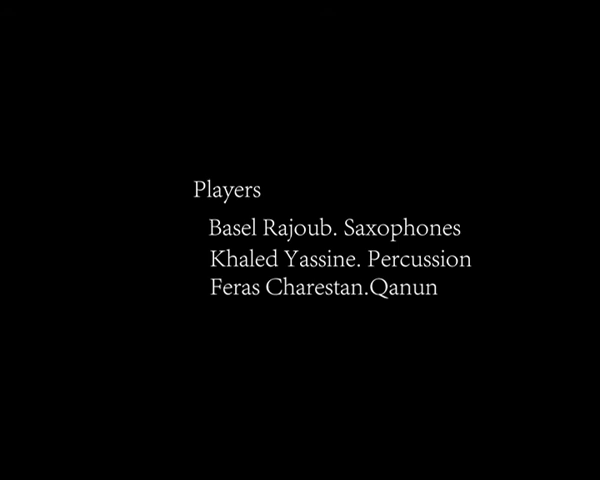 Players
Basel Rajoub. Saxophones
Khaled Yassine. Percussion
Feras Charestan.Qanun